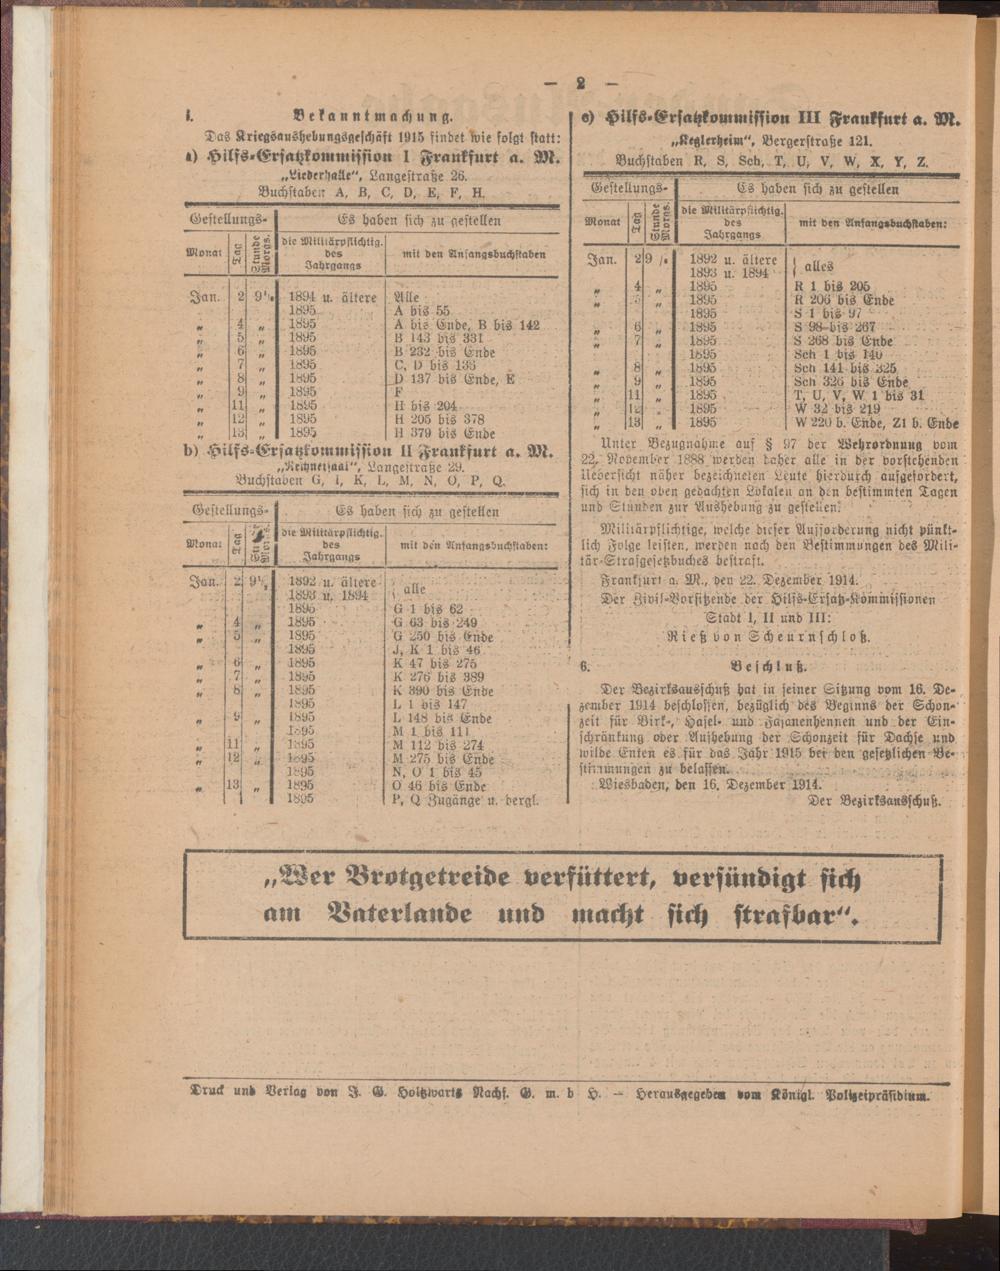 — 2 —
Bekanntmachung.
Das Kriegsaushebungsgeschäft 1915 findet wie folgt statt:
a) Hilfs-Ersatzkommission I Frankfurt a. M.
„Liederhalle", Langestraße 26.
Buchstaben A, B, C, D, E, F, H.
Gestellungs- Es haben sich zu gestellen
Monat Tag Stunde Morgs. die Militärpflichtig. des Jahrgangs mit den Anfangsbuchstaben
Jan. 2 1894 u. ältere Alle
1895 A bis 55
„ 4 „ 1895 A bis Ende, B bis 142
„ 5 „ 1895 B 143 bis 331
„ 6 „ 1895 B 232 bis Ende
„ 7 „ 1895 C, D bis 136
„ 8 „ 1895 D 137 bis Ende, E
„ 9 „ 1895 F
„ 11 „ 1895 H bis 204
„ 12 „ 1895 H 205 bis 378
„ 13 „ 1895 H 379 bis Ende
b) Hilfs-Ersatzkommission II Frankfurt a. M.
„Rechneisaal", Langestraße 29.
Buchstaben G, I, K, L, M, N, O, P, Q.
Gestellungs- Es haben sich zu gestellen
Monat Tag die Militärpflichtig. des Jahrgangs mit den Anfangsbuchstaben:
Jan. 2 1892 u. ältere
1893 u. 1894 alle
1895 G 1 bis 62
„ 4 „ 1895 G 63 bis 249
„ 5 „ 1895 G 250 bis Ende
1895 J, K 1 bis 46
„ 6 „ 1895 K 47 bis 275
„ 7 „ 1895 K 276 bis 389
„ 8 „ 1895 K 390 bis Ende
1895 L 1 bis 147
„ 9 „ 1895 L 148 bis Ende
1895 M 1 bis 111
„ 11 „ 1895 M 112 bis 274
„ 12 „ 1895 M 275 bis Ende
1895 N, O 1 bis 45
„ 13 „ 1895 O 46 bis Ende
1895 P, Q Zugänge u. dergl.
c) Hilfs-Ersatzkommission III Frankfurt a. M.
„Keglerheim", Bergerstraße 121.
Buchstaben R, S, Sch, T, U, V, W, X, Y, Z.
Gestellungs- Es haben sich zu gestellen
Monat Tag Stunde Morgs. die Militärpflichtig. des Jahrgangs mit den Anfangsbuchstaben:
Jan. 2 1892 u. ältere
1893 u. 1894 alles
„ 4 „ 1895 R 1 bis 205
„ 5 „ 1895 R 206 bis Ende
1895 S 1 bis 97
„ 6 „ 1895 S 98 bis 267
„ 7 „ 1895 S 268 bis Ende
1895 Sch 1 bis 140
„ 8 „ 1895 Sch 141 bis 325
„ 9 „ 1895 Sch 326 bis Ende
„ 11 „ 1895 T, U, V, W 1 bis 31
„ 12 „ 1895 W 32 bis 219
„ 13 „ 1895 W 220 b. Ende, Z1 b. Ende
Unter Bezugnahme auf § 97 der Wehrordnung vom
22. November 1888 werden daher alle in der vorstehenden
Uebersicht näher bezeichneten Leute hierdurch aufgefordert,
sich in den oben gedachten Lokalen an den bestimmten Tagen
und Stunden zur Aushebung zu gestellen.
Militärpflichtige, welche dieser Aufforderung nicht pünkt-
lich Folge leisten, werden nach den Bestimmungen des Mili-
tär-Strafgesetzbuches bestraft.
Frankfurt a. M., den 22. Dezember 1914.
Der Zivil-Vorsitzende der Hilfs-Ersatz-Kommissionen
Stadt I, II und III:
Rieß von Scheurnschloß.
6. Beschluß.
Der Bezirksausschuß hat in seiner Sitzung vom 16. De-
zember 1914 beschlossen, bezüglich des Beginns der Schon-
zeit für Birk-, Hasel- und Fasanenhennen und der Ein-
schränkung oder Aufhebung der Schonzeit für Dachse und
wilde Enten es für das Jahr 1915 bei den gesetzlichen Be-
stimmungen zu belassen.
Wiesbaden, den 16. Dezember 1914.
Der Bezirksausschuß.
„Wer Brotgetreide verfüttert, versündigt sich
am Vaterlande und macht sich strafbar".
Druck und Verlag von J. G. Holtzwarts Nachf. G. m. b H. — Herausgegeben vom Königl. Polizeipräsidium.